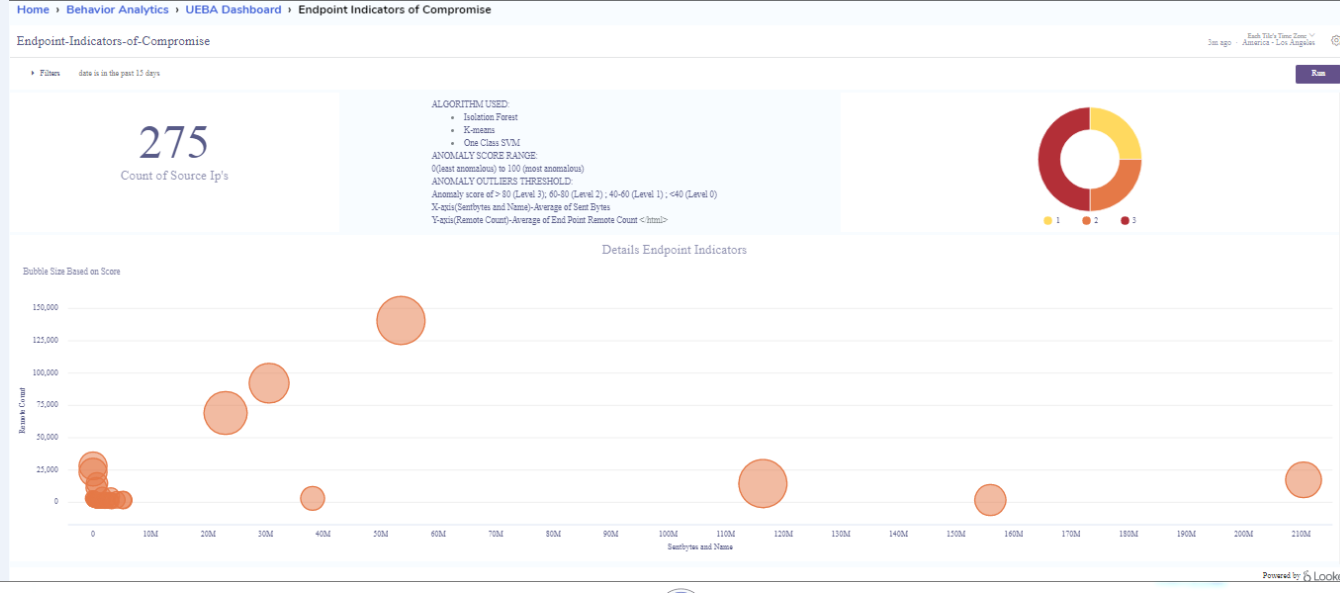 Home › Behavior Analytics › UEBA Dashboard › Endpoint Indicators of Compromise
Endpoint-Indicators-of-Compromise
Each Tile's Time Zone
3m ago · America - Los Angeles
Filters date is in the past 15 days
Run
275
Count of Source Ip's
ALGORITHM USED:
• Isolation Forest
• K-means
• One Class SVM
ANOMALY SCORE RANGE:
0(least anomalous) to 100 (most anomalous)
ANOMALY OUTLIERS THRESHOLD:
Anomaly score of > 80 (Level 3); 60-80 (Level 2) ; 40-60 (Level 1) ; <40 (Level 0)
X-axis(Sentbytes and Name)-Average of Sent Bytes
Y-axis(Remote Count)-Average of End Point Remote Count </html>
1 2 3
Details Endpoint Indicators
Bubble Size Based on Score
150,000
125,000
100,000
75,000
50,000
25,000
0
Remote Count
0 10M 20M 30M 40M 50M 60M 70M 80M 90M 100M 110M 120M 130M 140M 150M 160M 170M 180M 190M 200M 210M
Sentbytes and Name
Powered by Looke